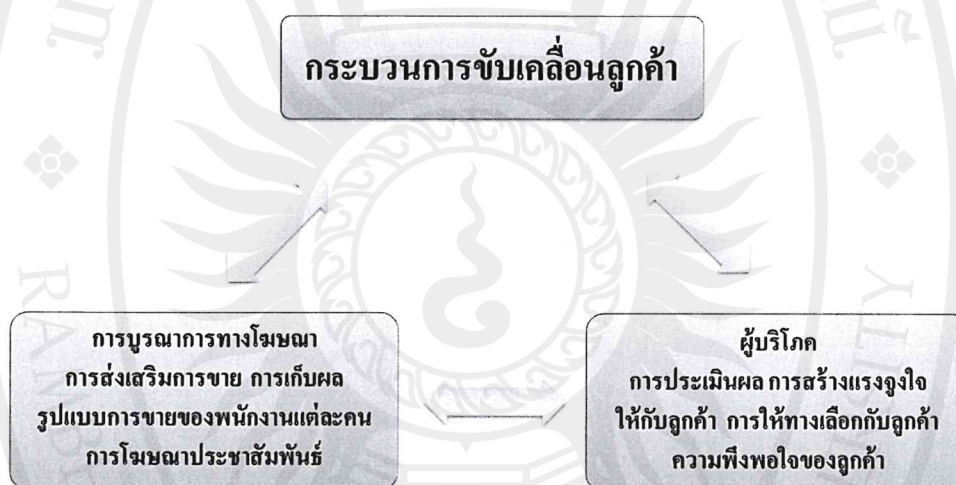 กระบวนการขับเคลื่อนลูกค้า
การบูรณาการทางโฆษณา
การส่งเสริมการขาย การเก็บผล
รูปแบบการขายของพนักงานแต่ละคน
การโฆษณาประชาสัมพันธ์
ผู้บริโภค
การประเมินผล การสร้างแรงจูงใจ
ให้กับลูกค้า การให้ทางเลือกกับลูกค้า
ความพึงพอใจของลูกค้า